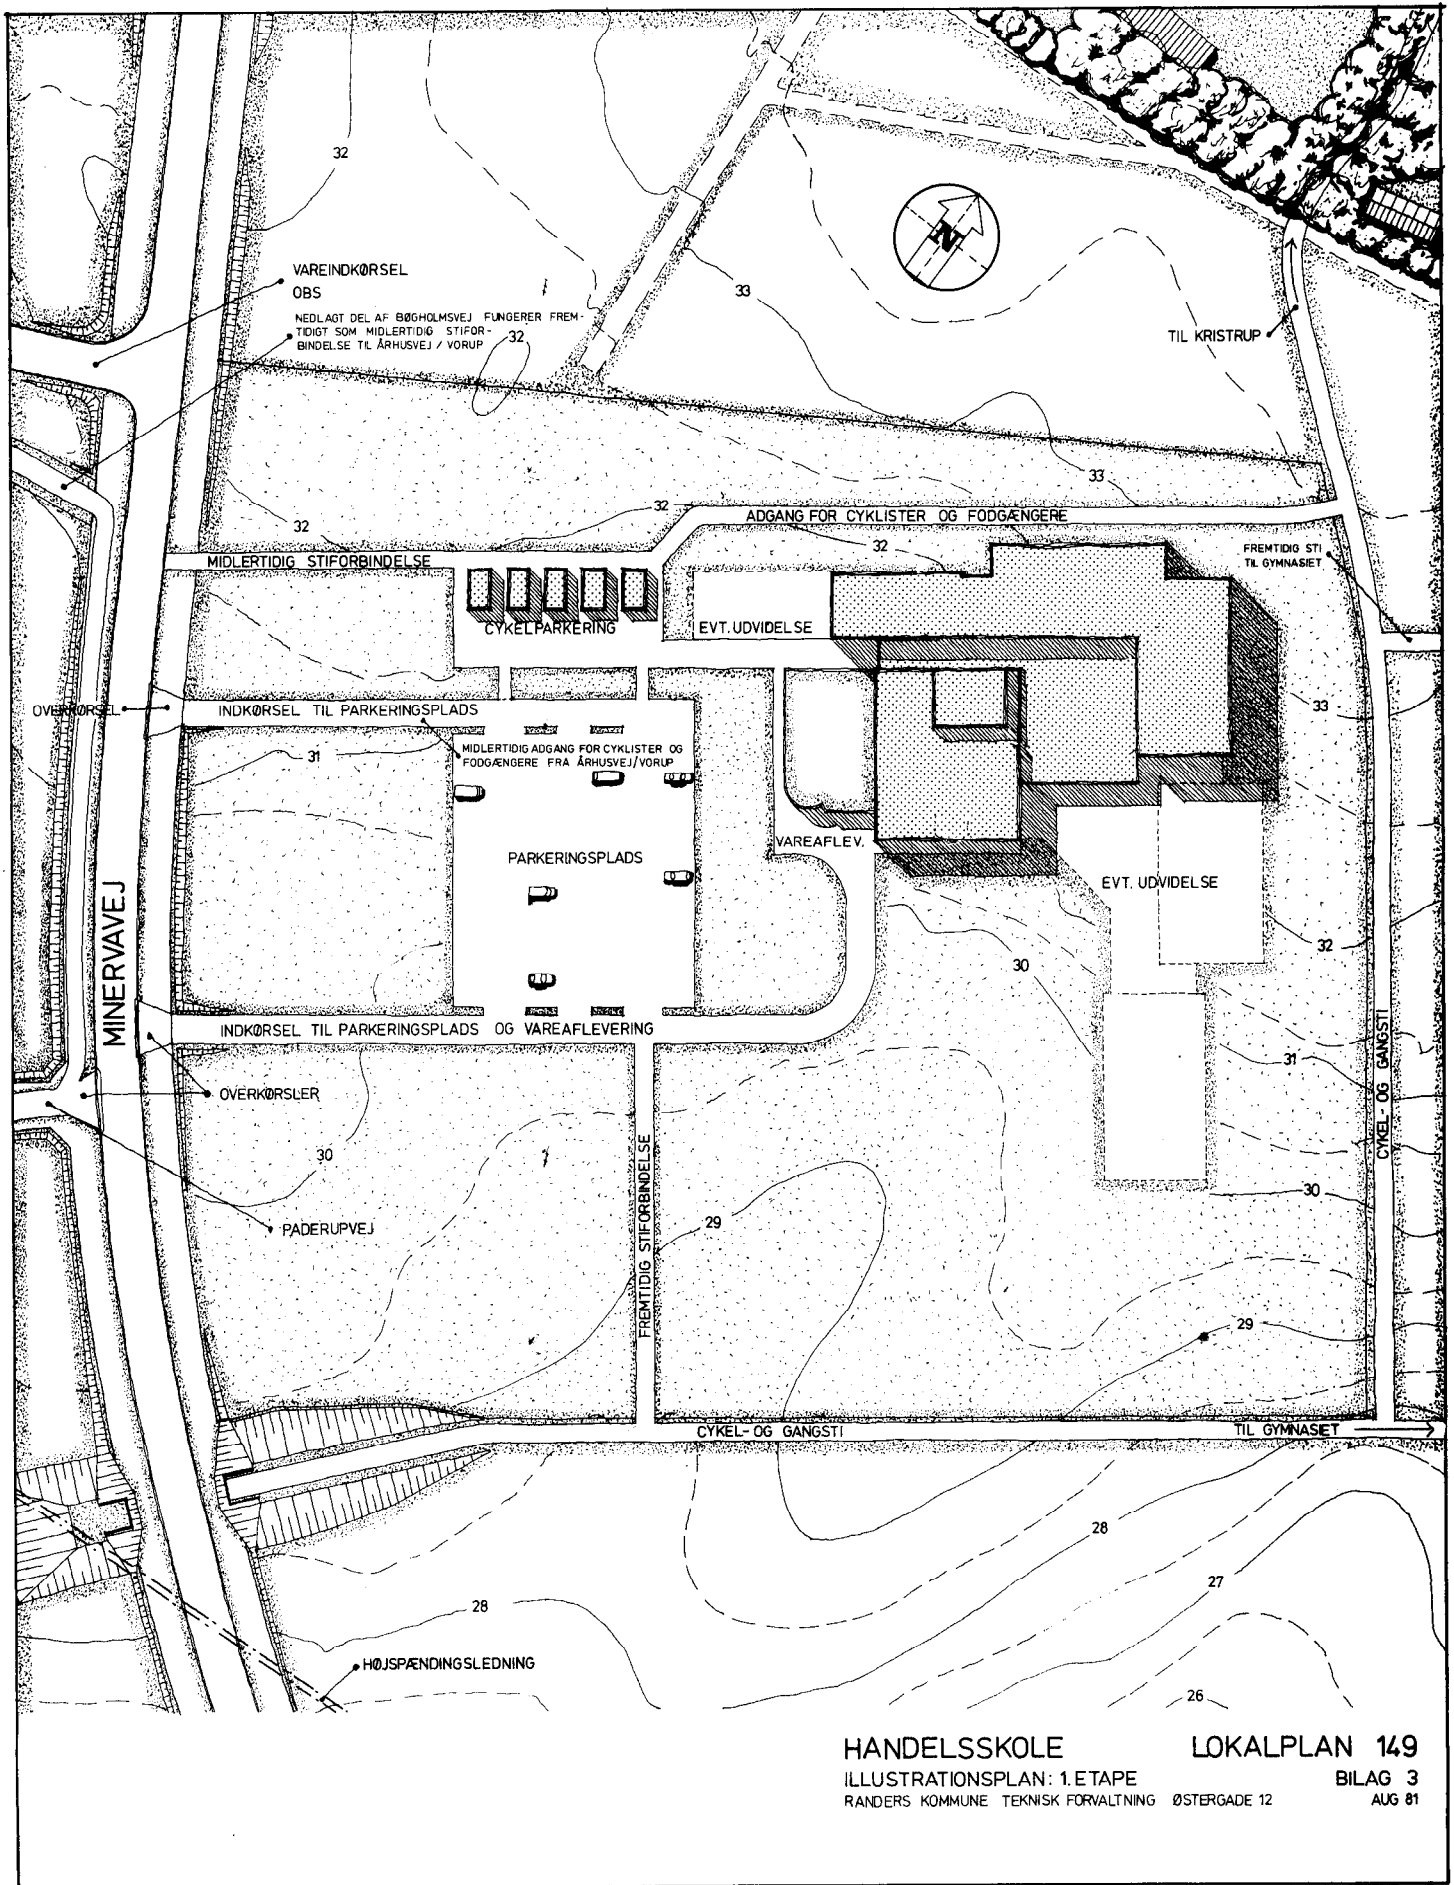 32
VAREINDKØRSEL
OBS
NEDLAGT DEL AF BØGHOLMSVEJ FUNGERER FREM-
TIDIGT SOM MIDLERTIDIG STIFOR-
BINDELSE TIL ÅRHUSVEJ / VORUP
32
33
N
TIL KRISTRUP
33
32
32
ADGANG FOR CYKLISTER OG FODGÆNGERE
32
FREMTIDIG STI
TIL GYMNASIET
MIDLERTIDIG STIFORBINDELSE
CYKELPARKERING
EVT. UDVIDELSE
OVERKØRSEL
INDKØRSEL TIL PARKERINGSPLADS
33
31
MIDLERTIDIG ADGANG FOR CYKLISTER OG
FODGÆNGERE FRA ÅRHUSVEJ/VORUP
VAREAFLEV.
PARKERINGSPLADS
EVT. UDVIDELSE
MINERVAVEJ
32
30
INDKØRSEL TIL PARKERINGSPLADS OG VAREAFLEVERING
31
CYKEL- OG GANGSTI
OVERKØRSLER
30
FREMTIDIG STIFORBINDELSE
30
29
PADERUPVEJ
29
CYKEL- OG GANGSTI
TIL GYMNASIET
28
27
28
HØJSPÆNDINGSLEDNING
26
HANDELSSKOLE LOKALPLAN 149
ILLUSTRATIONSPLAN: 1. ETAPE BILAG 3
RANDERS KOMMUNE TEKNISK FORVALTNING ØSTERGADE 12 AUG 81